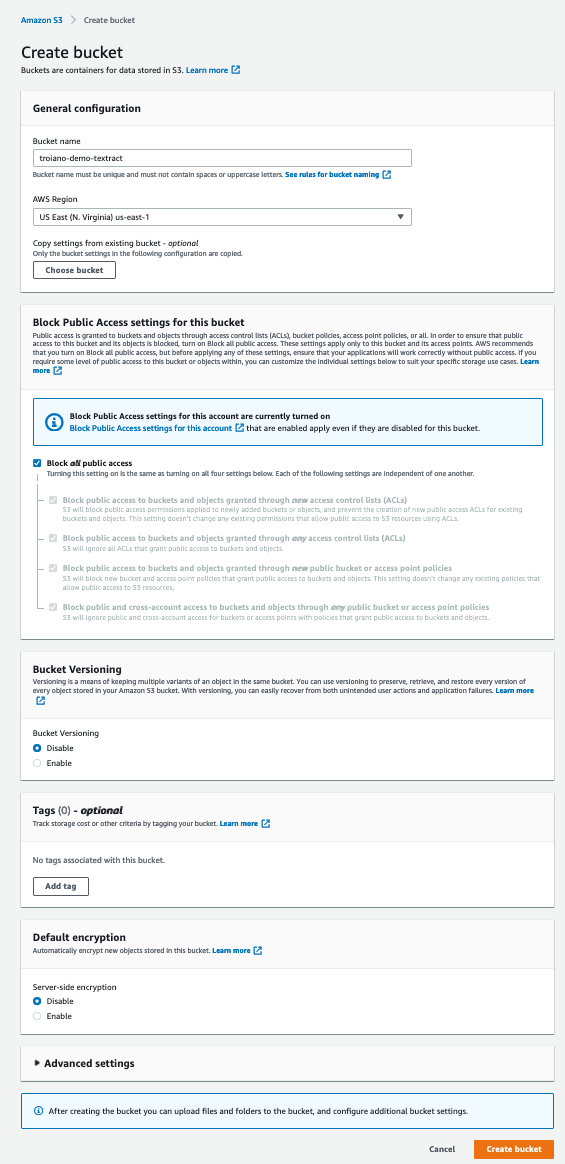 Amazon S3 > Create bucket
Create bucket
Buckets are containers for data stored in S3. Learn more
General configuration
Bucket name
troiano-demo-textract
Bucket name must be unique and must not contain spaces or uppercase letters. See rules for bucket naming
AWS Region
US East (N. Virginia) us-east-1
Copy settings from existing bucket - optional
Only the bucket settings in the following configuration are copied.
Choose bucket
Block Public Access settings for this bucket
Public access is granted to buckets and objects through access control lists (ACLs), bucket policies, access point policies, or all. In order to ensure that public
access to this bucket and its objects is blocked, turn on Block all public access. These settings apply only to this bucket and its access points. AWS recommends
that you turn on Block all public access, but before applying any of these settings, ensure that your applications will work correctly without public access. If you
require some level of public access to this bucket or objects within, you can customize the individual settings below to suit your specific storage use cases. Learn
more
Block Public Access settings for this account are currently turned on
Block Public Access settings for this account that are enabled apply even if they are disabled for this bucket.
Block all public access
Turning this setting on is the same as turning on all four settings below. Each of the following settings are independent of one another.
Block public access to buckets and objects granted through new access control lists (ACLs)
S3 will block public access permissions applied to newly added buckets or objects, and prevent the creation of new public access ACLs for existing
buckets and objects. This setting doesn't change any existing permissions that allow public access to S3 resources using ACLs.
Block public access to buckets and objects granted through any access control lists (ACLs)
S3 will ignore all ACLs that grant public access to buckets and objects.
Block public access to buckets and objects granted through new public bucket or access point policies
S3 will block new bucket and access point policies that grant public access to buckets and objects. This setting doesn't change any existing policies that
allow public access to S3 resources.
Block public and cross-account access to buckets and objects through any public bucket or access point policies
S3 will ignore public and cross-account access for buckets or access points with policies that grant public access to buckets and objects.
Bucket Versioning
Versioning is a means of keeping multiple variants of an object in the same bucket. You can use versioning to preserve, retrieve, and restore every version of
every object stored in your Amazon S3 bucket. With versioning, you can easily recover from both unintended user actions and application failures. Learn more
Bucket Versioning
Disable
Enable
Tags (0) - optional
Track storage cost or other criteria by tagging your bucket. Learn more
No tags associated with this bucket.
Add tag
Default encryption
Automatically encrypt new objects stored in this bucket. Learn more
Server-side encryption
Disable
Enable
Advanced settings
After creating the bucket you can upload files and folders to the bucket, and configure additional bucket settings.
Cancel Create bucket